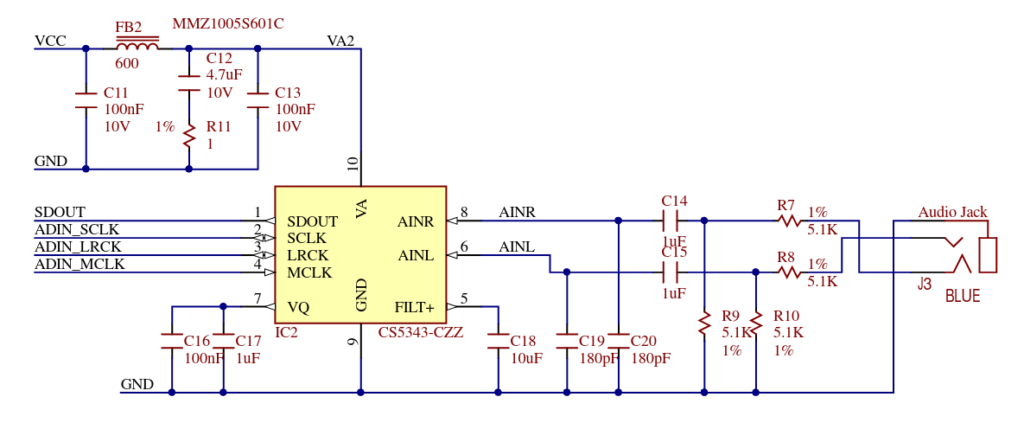 FB2 MMZ1005S601C
VCC
VA2
600
C11
100nF
10V
C12
4.7uF
10V
C13
100nF
10V
1%
R11
1
GND
10
VA
SDOUT
1
SDOUT
ADIN_SCLK
2
SCLK
ADIN_LRCK
3
LRCK
ADIN_MCLK
4
MCLK
7
VQ
AINR
8
AINR
AINL
6
AINL
FILT+
5
GND
9
IC2
CS5343-CZZ
C14
1uF
C15
1uF
R7
1%
5.1K
R8
1%
5.1K
Audio Jack
J3
BLUE
C16
100nF
C17
1uF
C18
10uF
C19
180pF
C20
180pF
R9
5.1K
1%
R10
5.1K
1%
GND